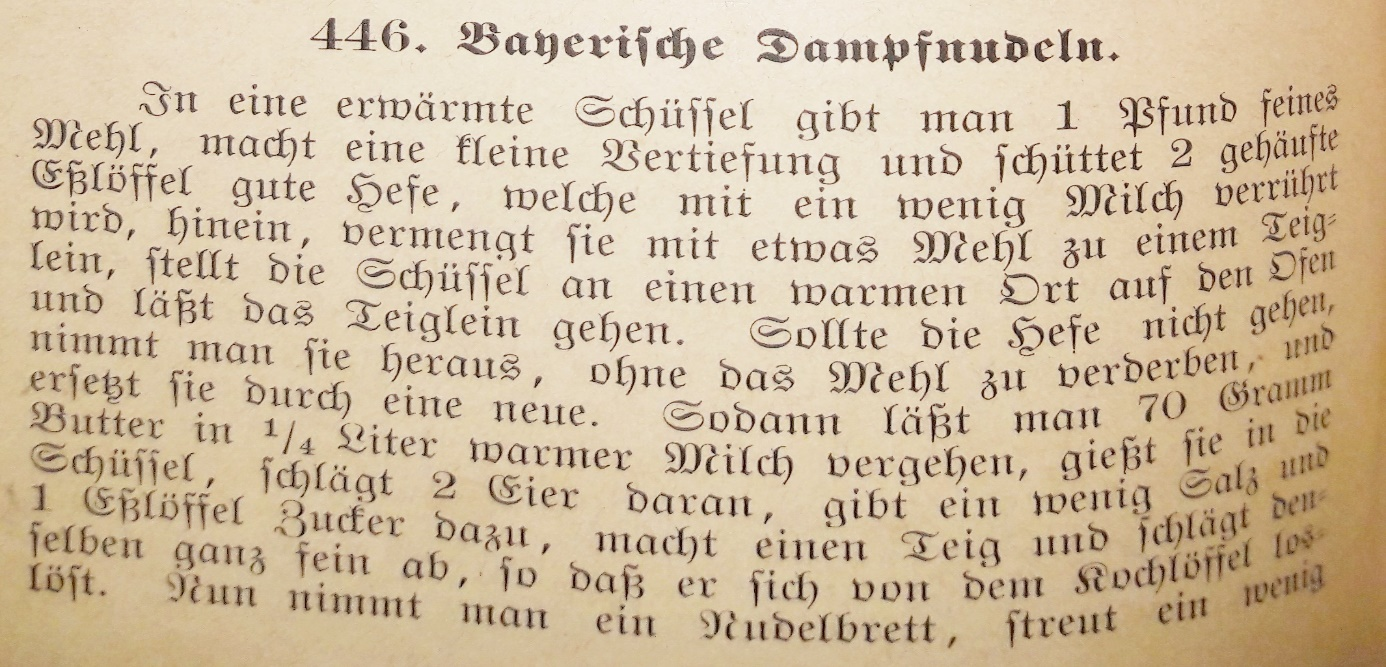 446. Bayerische Dampfnudeln.
In eine erwärmte Schüssel gibt man 1 Pfund feines
Mehl, macht eine kleine Vertiefung und schüttet 2 gehäufte
Eßlöffel gute Hefe, welche mit ein wenig Milch verrührt
wird, hinein, vermengt sie mit etwas Mehl zu einem Teig-
lein, stellt die Schüssel an einen warmen Ort auf den Ofen
und läßt das Teiglein gehen. Sollte die Hefe nicht gehen,
nimmt man sie heraus, ohne das Mehl zu verderben, und
ersetzt sie durch eine neue. Sodann läßt man 70 Gramm
Butter in 1/4 Liter warmer Milch vergehen, gießt sie in die
Schüssel, schlägt 2 Eier daran, gibt ein wenig Salz und
1 Eßlöffel Zucker dazu, macht einen Teig und schlägt den-
selben ganz fein ab, so daß er sich von dem Kochlöffel los-
löst. Nun nimmt man ein Nudelbrett, streut ein wenig